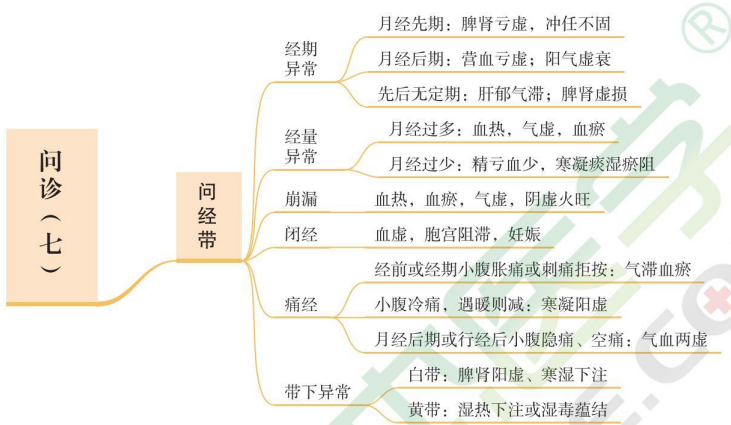 问诊（七）
问经带
经期
异常
月经先期：脾肾亏虚，冲任不固
月经后期：营血亏虚；阳气虚衰
先后无定期：肝郁气滞；脾肾虚损
经量
异常
月经过多：血热，气虚，血瘀
月经过少：精亏血少，寒凝痰湿瘀阻
崩漏
血热，血瘀，气虚，阴虚火旺
闭经
血虚，胞宫阻滞，妊娠
痛经
经前或经期小腹胀痛或刺痛拒按：气滞血瘀
小腹冷痛，遇暖则减：寒凝阳虚
月经后期或行经后小腹隐痛、空痛：气血两虚
带下异常
白带：脾肾阳虚、寒湿下注
黄带：湿热下注或湿毒蕴结
医学
®
.CO